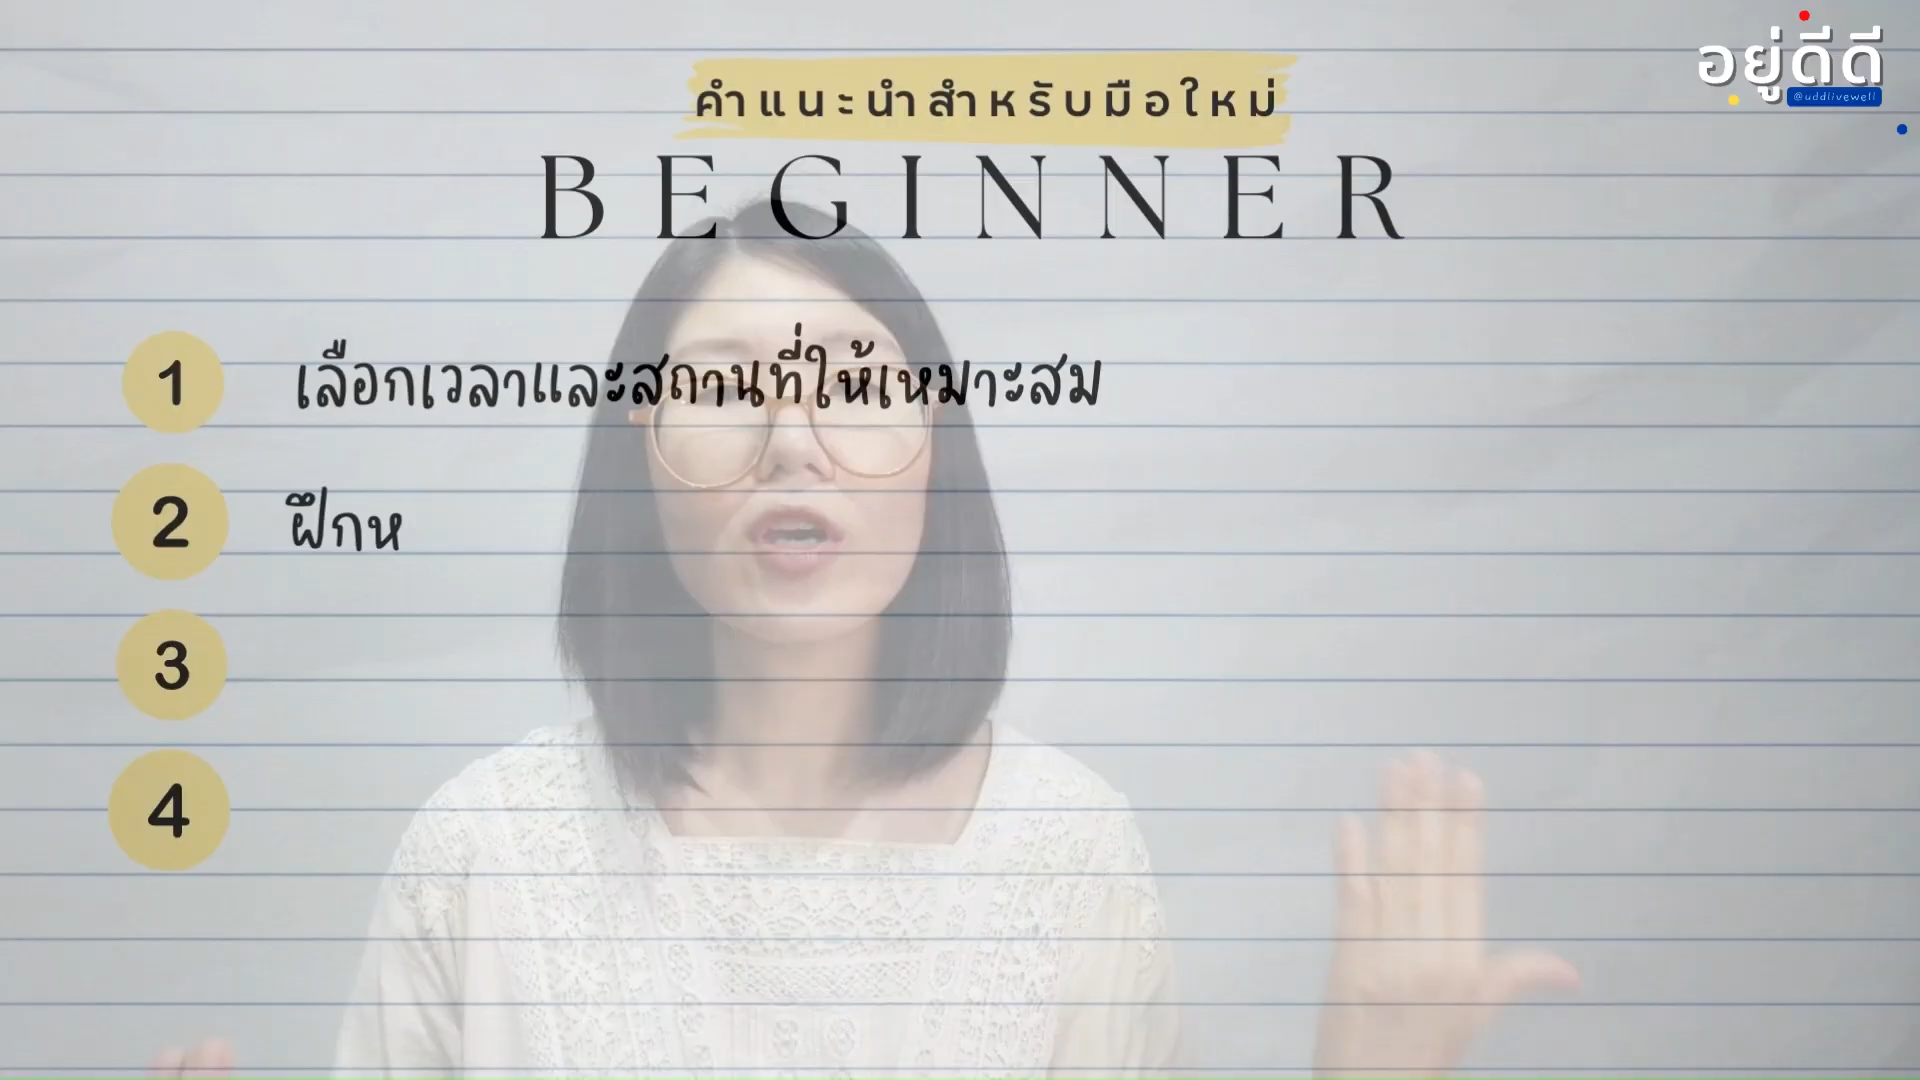 อยู่ดีดี
@uddlivewell
คำแนะนำสำหรับมือใหม่
BEGINNER
1 เลือกเวลาและสถานที่ให้เหมาะสม
2 ฝึกห
3
4